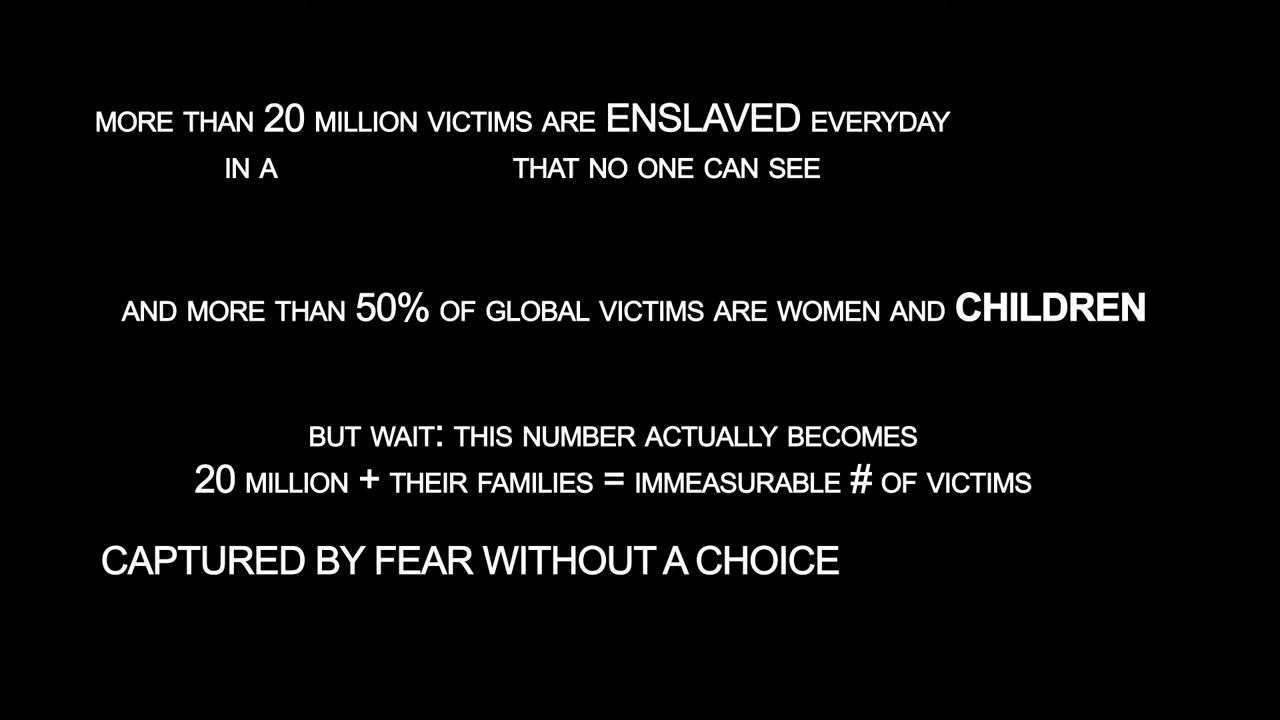 MORE THAN 20 MILLION VICTIMS ARE ENSLAVED EVERYDAY
IN A THAT NO ONE CAN SEE
AND MORE THAN 50% OF GLOBAL VICTIMS ARE WOMEN AND CHILDREN
BUT WAIT: THIS NUMBER ACTUALLY BECOMES
20 MILLION + THEIR FAMILIES = IMMEASURABLE # OF VICTIMS
CAPTURED BY FEAR WITHOUT A CHOICE